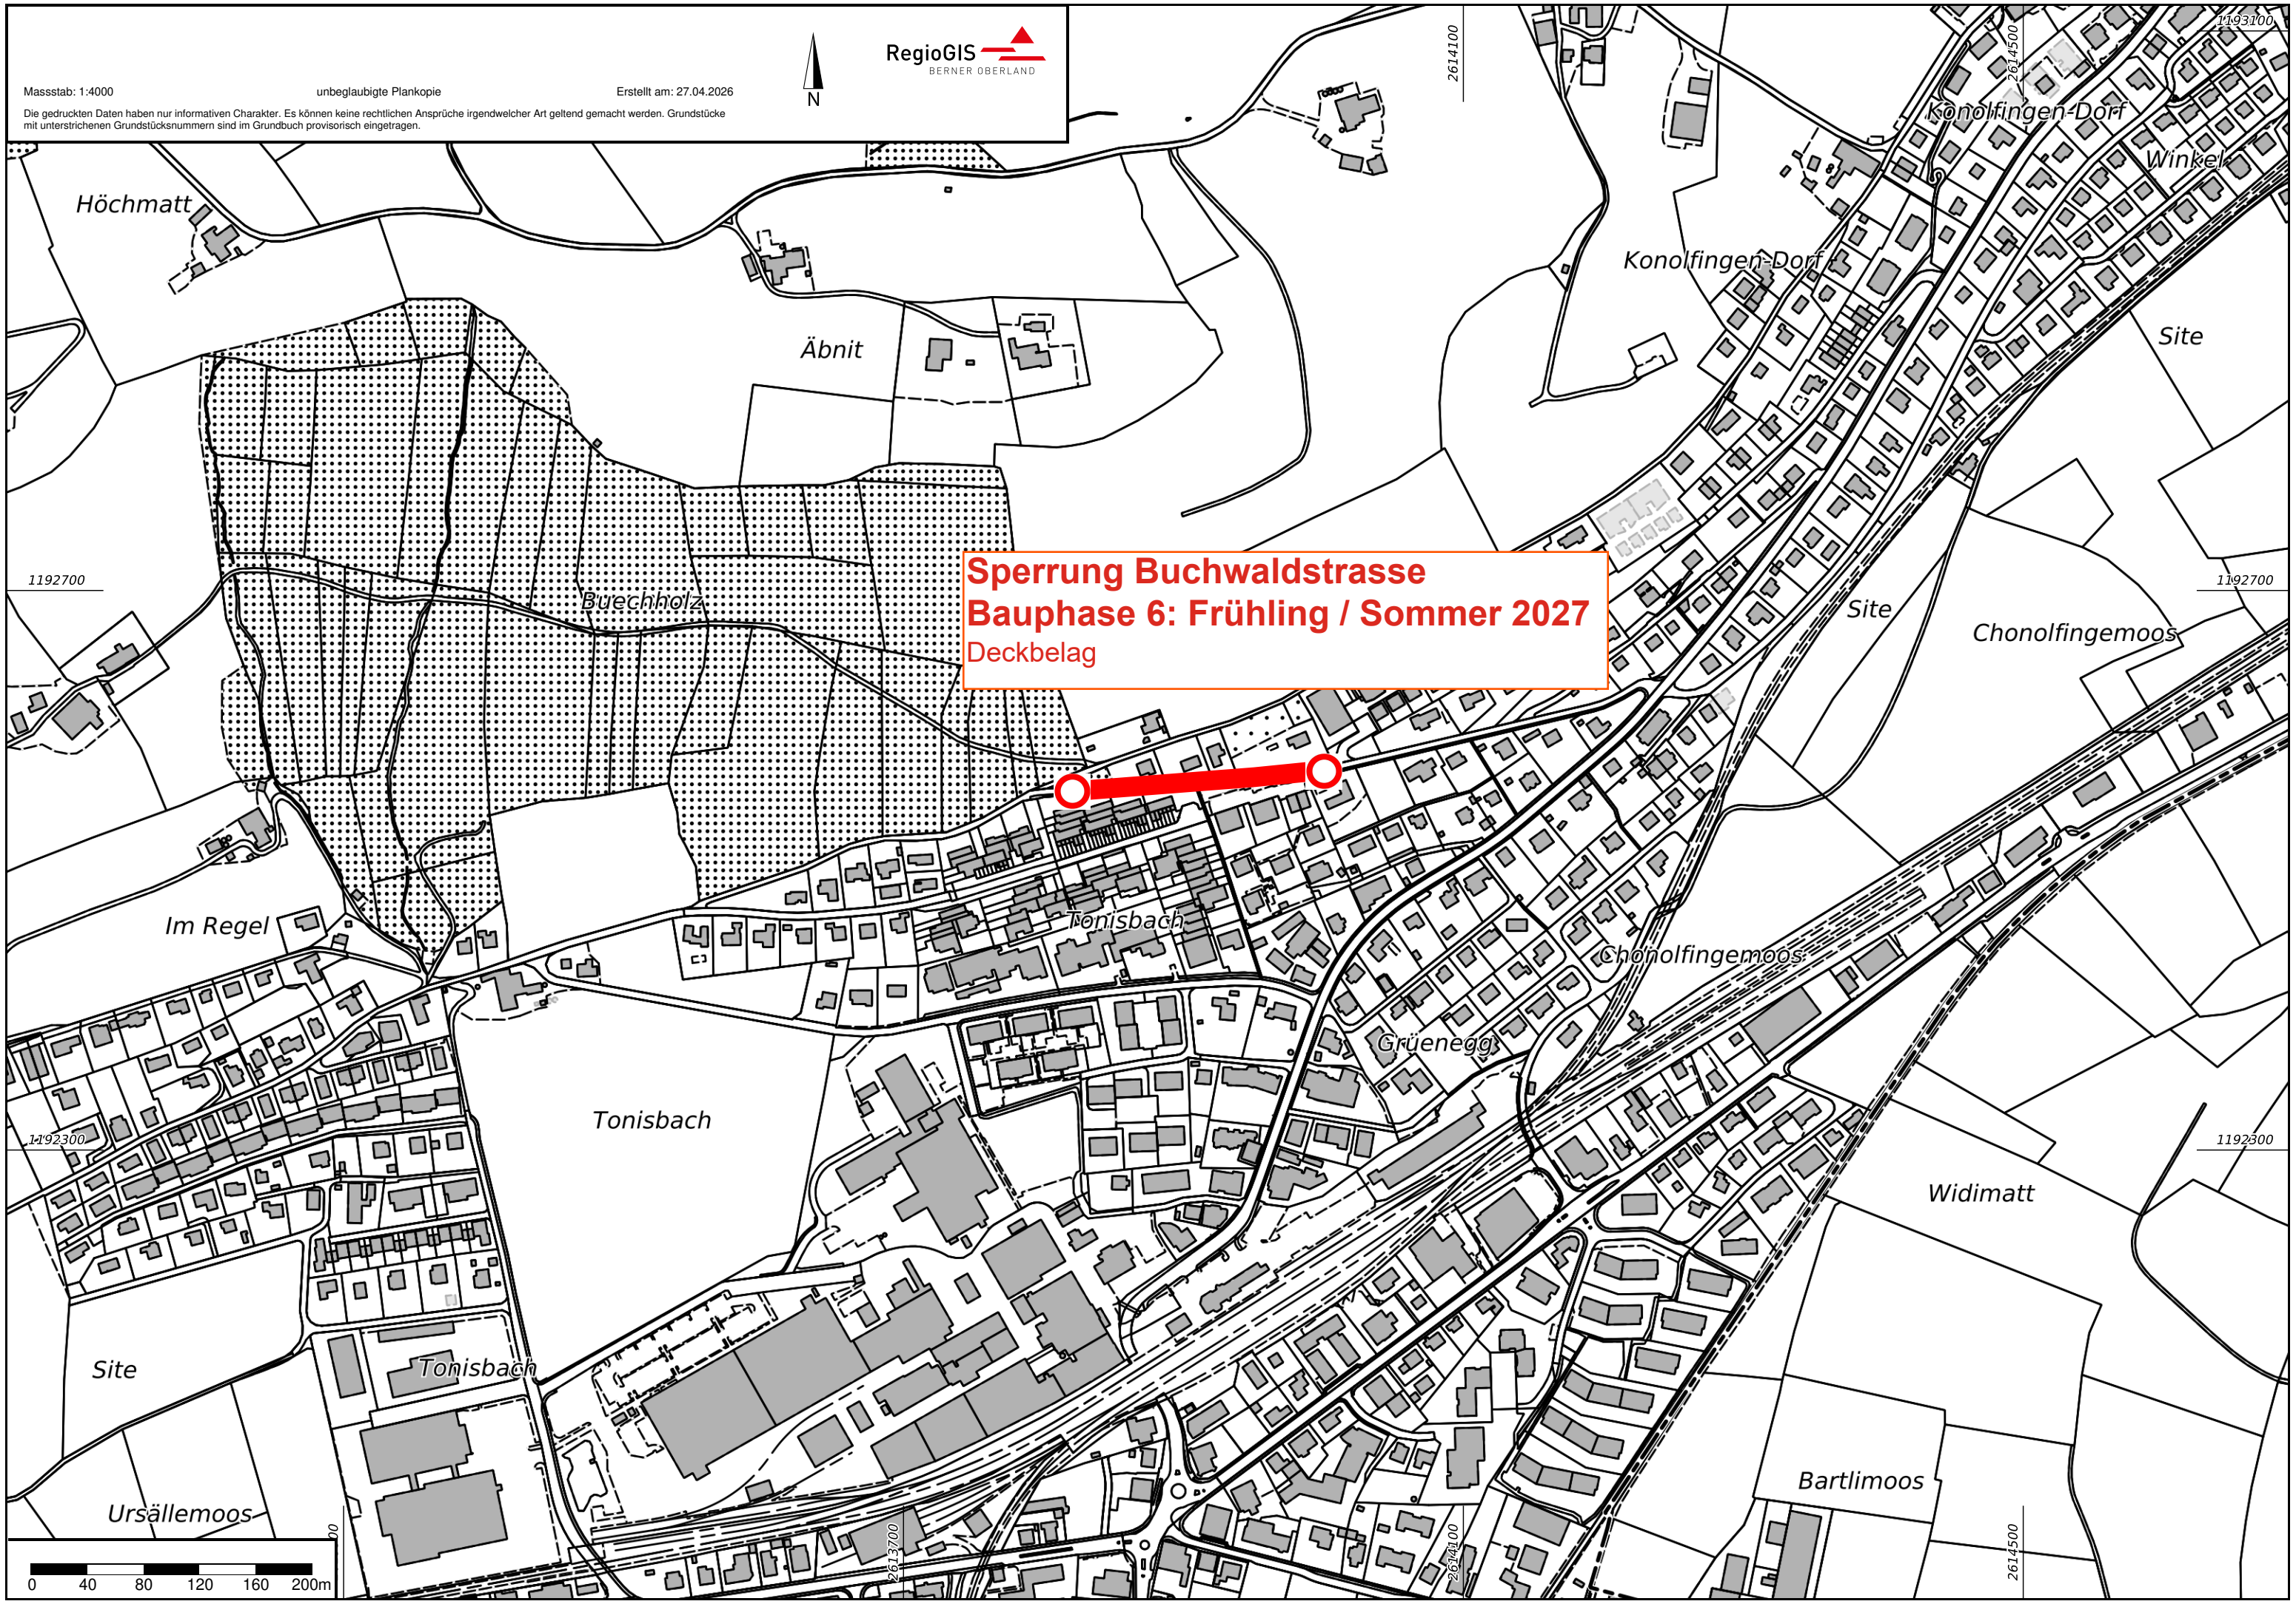 RegioGIS
BERNER OBERLAND
N
Massstab: 1:4000
unbeglaubigte Plankopie
Erstellt am: 27.04.2026
Die gedruckten Daten haben nur informativen Charakter. Es können keine rechtlichen Ansprüche irgendwelcher Art geltend gemacht werden. Grundstücke
mit unterstrichenen Grundstücksnummern sind im Grundbuch provisorisch eingetragen.
2614100
2614500
1193100
Konolfingen-Dorf
Winkel
Höchmatt
Konolfingen-Dorf
Site
Äbnit
1192700
1192700
Buechholz
Sperrung Buchwaldstrasse
Bauphase 6: Frühling / Sommer 2027
Deckbelag
Site
Chonolfingemoos
Im Regel
Tonisbach
Chonolfingemoos
Grüenegg
Tonisbach
1192300
1192300
Widimatt
Site
Tonisbach
Bartlimoos
Ursällemoos
2613700
2614100
2614500
0 40 80 120 160 200m